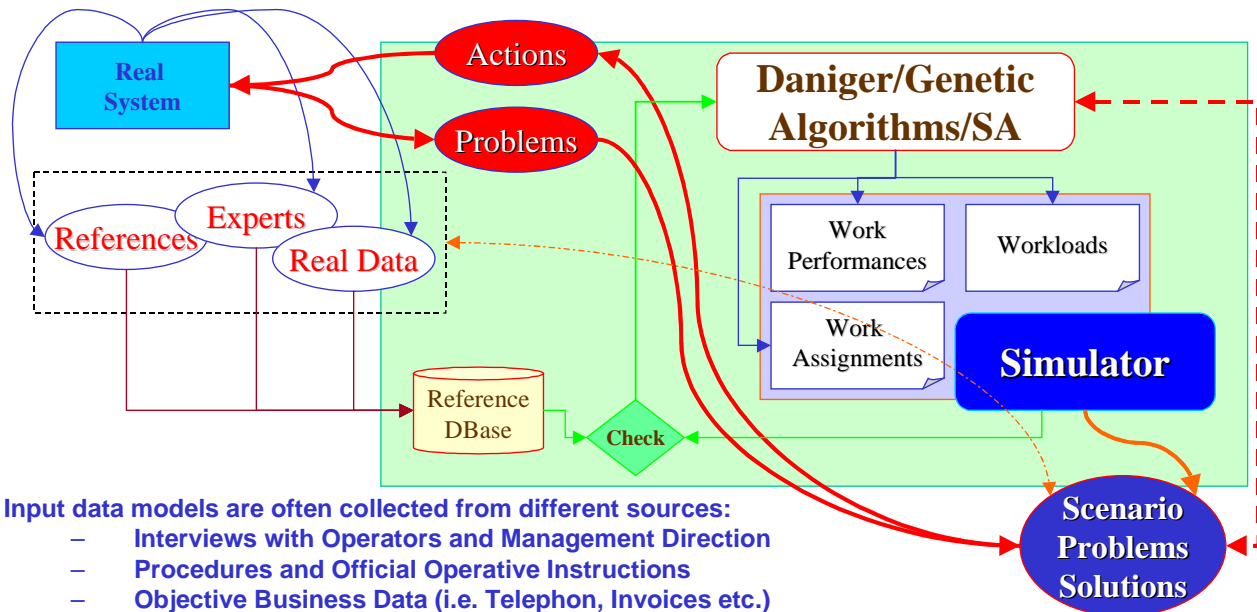 Real
System
Actions
Problems
Daniger/Genetic
Algorithms/SA
References
Experts
Real Data
Work
Performances
Workloads
Work
Assignments
Simulator
Reference
DBase
Check
Scenario
Problems
Solutions
Input data models are often collected from different sources:
– Interviews with Operators and Management Direction
– Procedures and Official Operative Instructions
– Objective Business Data (i.e. Telephon, Invoices etc.)